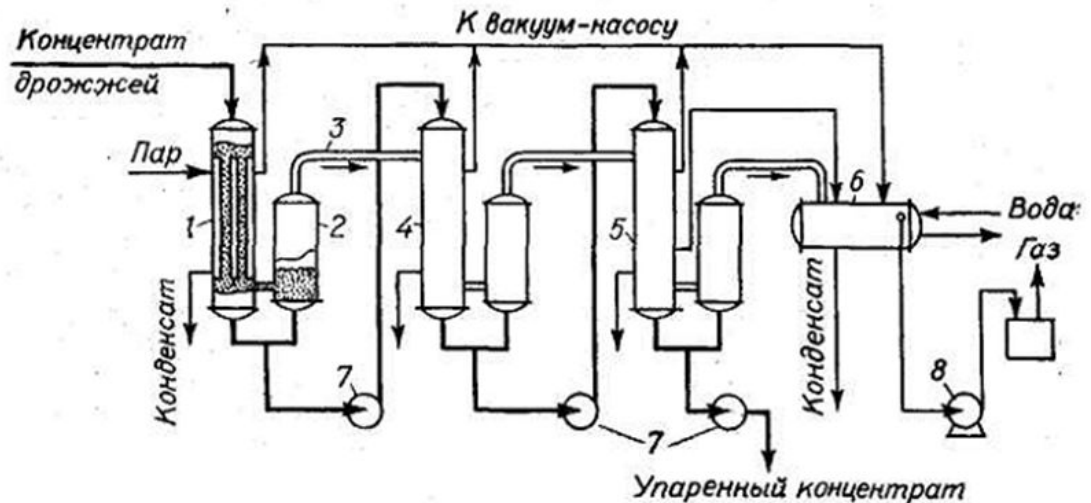 К вакуум-насосу
Концентрат
дрожжей
Пар
1
2
3
4
5
6
Вода
Газ
Конденсат
Конденсат
7
7
8
Упаренный концентрат